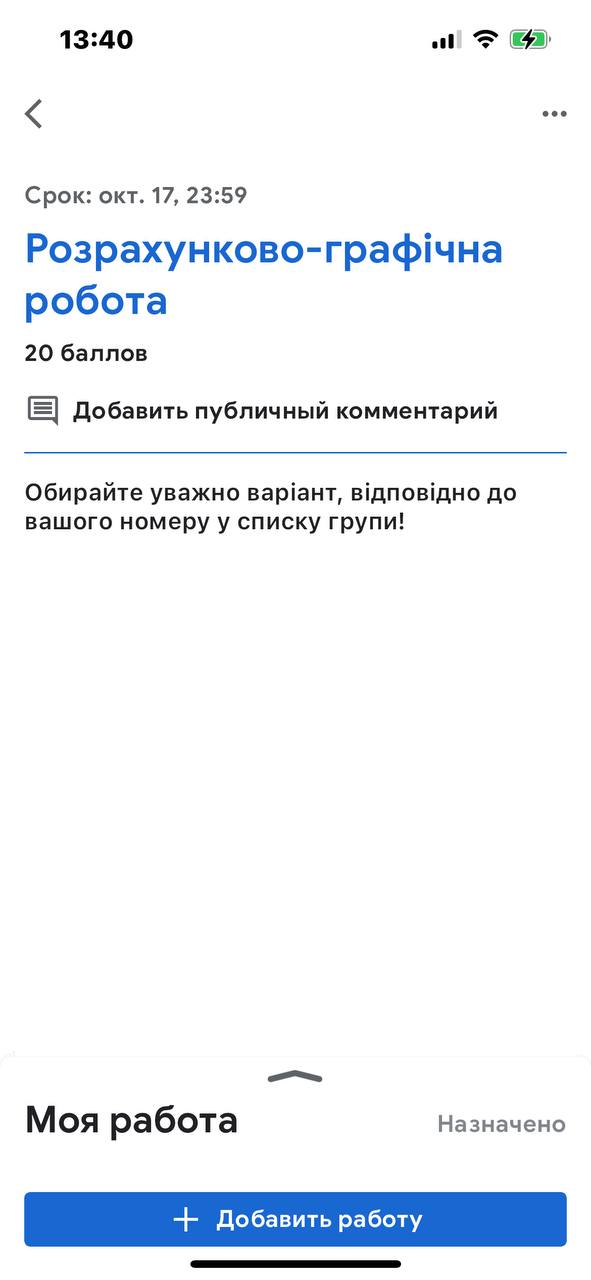 13:40
Срок: окт. 17, 23:59
Розрахунково-графічна
робота
20 баллов
Добавить публичный комментарий
Обирайте уважно варіант, відповідно до
вашого номеру у списку групи!
Моя работа
Назначено
Добавить работу